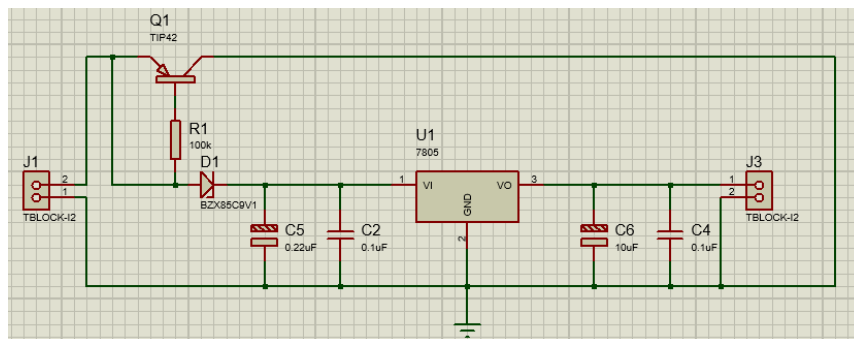 Q1
TIP42
R1
100k
U1
7805
J1
2
1
TBLOCK-I2
D1
BZX85C9V1
1
VI
VO
3
GND
2
J3
1
2
TBLOCK-I2
C5
0.22uF
C2
0.1uF
C6
10uF
C4
0.1uF